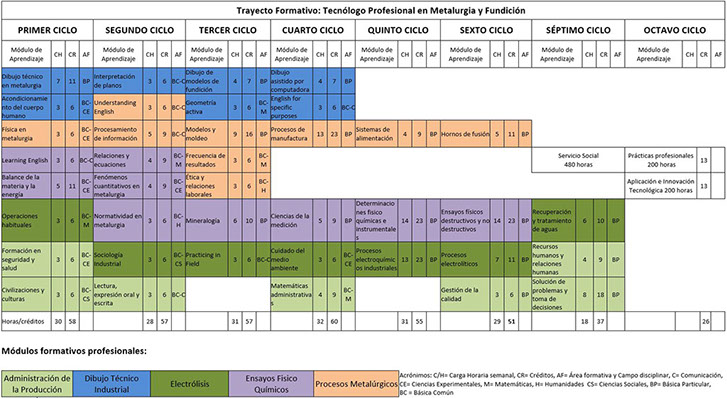 Trayecto Formativo: Tecnólogo Profesional en Metalurgia y Fundición
PRIMER CICLO SEGUNDO CICLO TERCER CICLO CUARTO CICLO QUINTO CICLO SEXTO CICLO SÉPTIMO CICLO OCTAVO CICLO
Módulo de Aprendizaje CH CR AF Módulo de Aprendizaje CH CR AF Módulo de Aprendizaje CH CR AF Módulo de Aprendizaje CH CR AF Módulo de Aprendizaje CH CR AF Módulo de Aprendizaje CH CR AF Módulo de Aprendizaje CH CR AF Módulo de Aprendizaje CH CR AF
Dibujo técnico en metalurgia 7 11 BP Interpretación de planos 3 6 BC-C Dibujo de modelos de fundición 4 7 BP Dibujo asistido por computadora 4 7 BP
Acondicionamiento del cuerpo humano 3 6 BC-CE Understanding English 3 6 BC-C Geometría activa 3 6 BC-M English for specific purposes 3 6 BC-C
Física en metalurgia 3 6 BC-CE Procesamiento de información 5 9 BC-C Modelos y moldeo 9 16 BP Procesos de manufactura 13 23 BP Sistemas de alimentación 4 9 BP Hornos de fusión 5 11 BP
Learning English 3 6 BC-C Relaciones y ecuaciones 4 9 BC-M Frecuencia de resultados 3 6 BC-M Servicio Social 480 horas Prácticas profesionales 200 horas 13
Balance de la materia y la energía 5 11 BC-CE Fenómenos cuantitativos en metalurgia 4 9 BC-CE Ética y relaciones laborales 3 6 BC-H Aplicación e Innovación Tecnológica 200 horas 13
Operaciones habituales 3 6 BC-M Normatividad en metalurgia 3 6 BC-H Mineralogía 6 10 BP Ciencias de la medición 5 9 BP Determinaciones físico químicas e instrumentales 14 23 BP Ensayos físicos destructivos y no destructivos 14 23 BP Recuperación y tratamiento de aguas 6 10 BP
Formación en seguridad y salud 3 6 BC-CE Sociología Industrial 3 6 BC-CS Practicing in Field 3 6 BC-C Cuidado del medio ambiente 3 6 BC-CE Procesos electroquímicos industriales 13 23 BP Procesos electrolíticos 7 11 BP Recursos humanos y relaciones humanas 4 9 BP
Civilizaciones y culturas 3 6 BC-CS Lectura, expresión oral y escrita 3 6 BC-C Matemáticas administrativas 4 9 BC-M Gestión de la calidad 3 6 BP Solución de problemas y toma de decisiones 8 18 BP
Horas/créditos 30 58 28 57 31 57 32 60 31 55 29 51 18 37 26
Módulos formativos profesionales:
Administración de la Producción Dibujo Técnico Industrial Electrólisis Ensayos Fisico Químicos Procesos Metalúrgicos
Acrónimos: C/H= Carga Horaria semanal, CR= Créditos, AF= Área formativa y Campo disciplinar, C= Comunicación,
CE= Ciencias Experimentales, M= Matemáticas, H= Humanidades CS= Ciencias Sociales, BP= Básica Particular,
BC = Básica Común